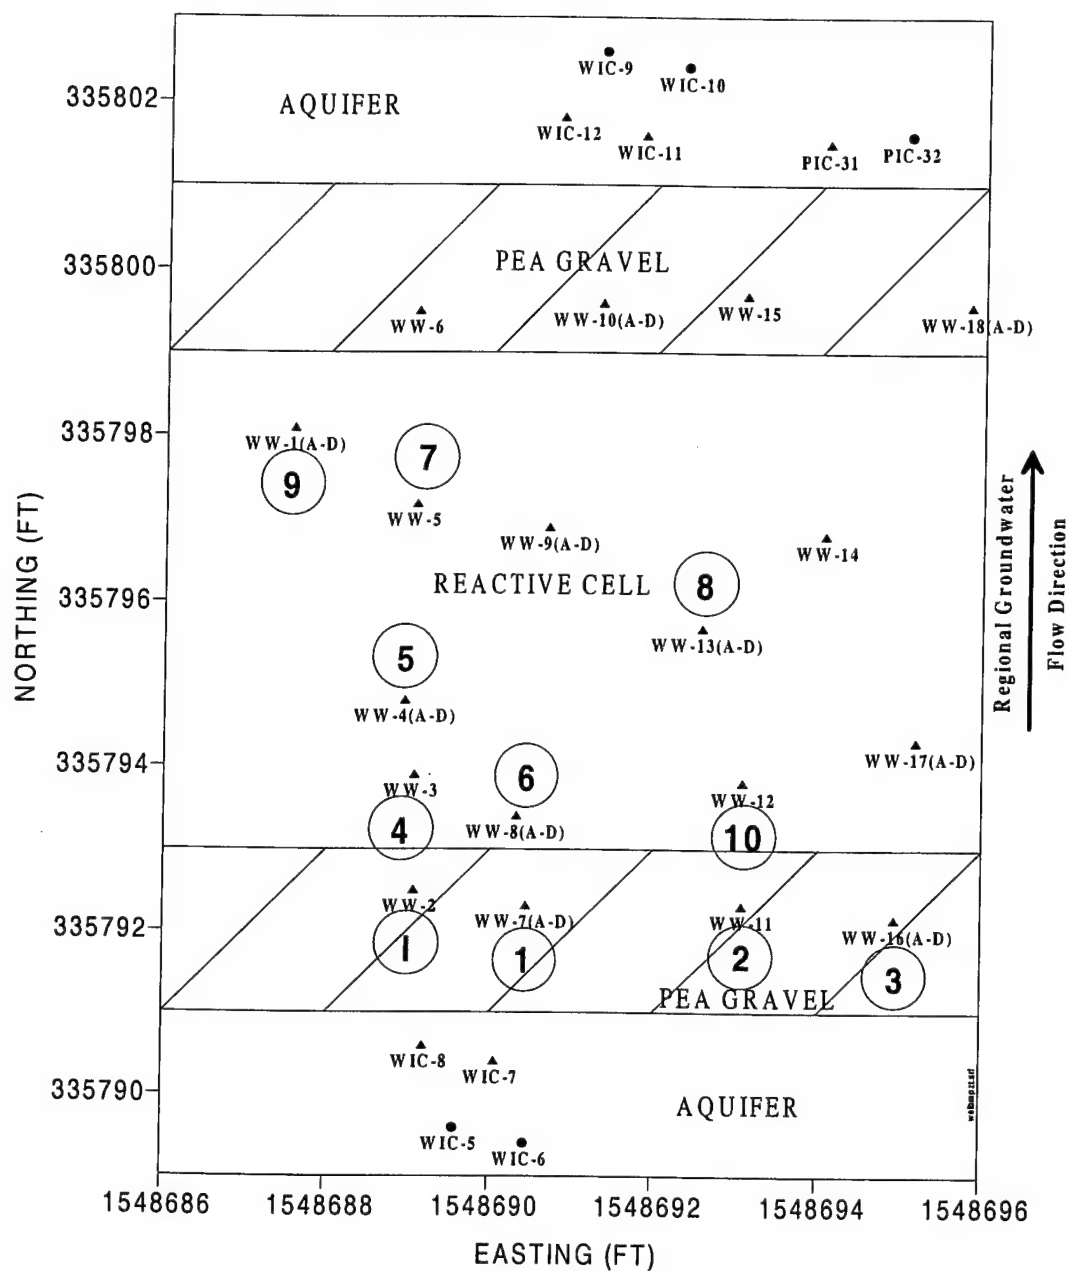 WIC-9
WIC-10
335802
AQUIFER
WIC-12
WIC-11
PIC-31
PIC-32
335800
PEA GRAVEL
WW-6
WW-10(A-D)
WW-15
WW-18(A-D)
335798
WW-1(A-D)
9
7
WW-5
WW-9(A-D)
WW-14
NORTHING (FT)
335796
REACTIVE CELL
8
WW-13(A-D)
Regional Groundwater
Flow Direction
5
WW-4(A-D)
335794
WW-3
6
WW-17(A-D)
WW-12
4
WW-8(A-D)
10
335792
WW-2
WW-7(A-D)
WW-11
WW-16(A-D)
I
1
2
3
PEA GRAVEL
335790
WIC-8
WIC-7
AQUIFER
WIC-5
WIC-6
1548686
1548688
1548690
1548692
1548694
1548696
EASTING (FT)